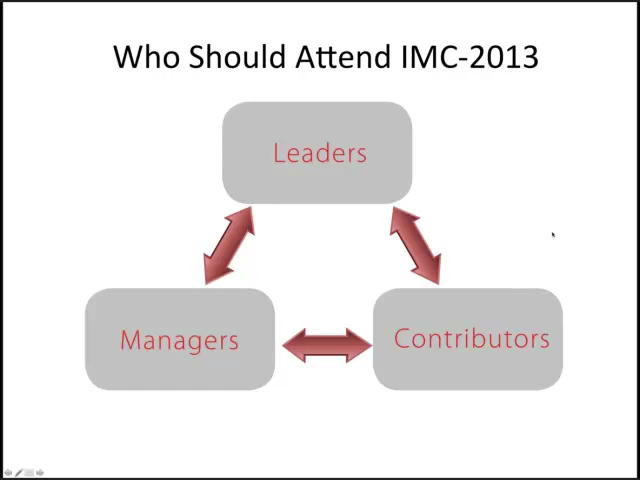 Who Should Attend IMC-2013
Leaders
Managers
Contributors